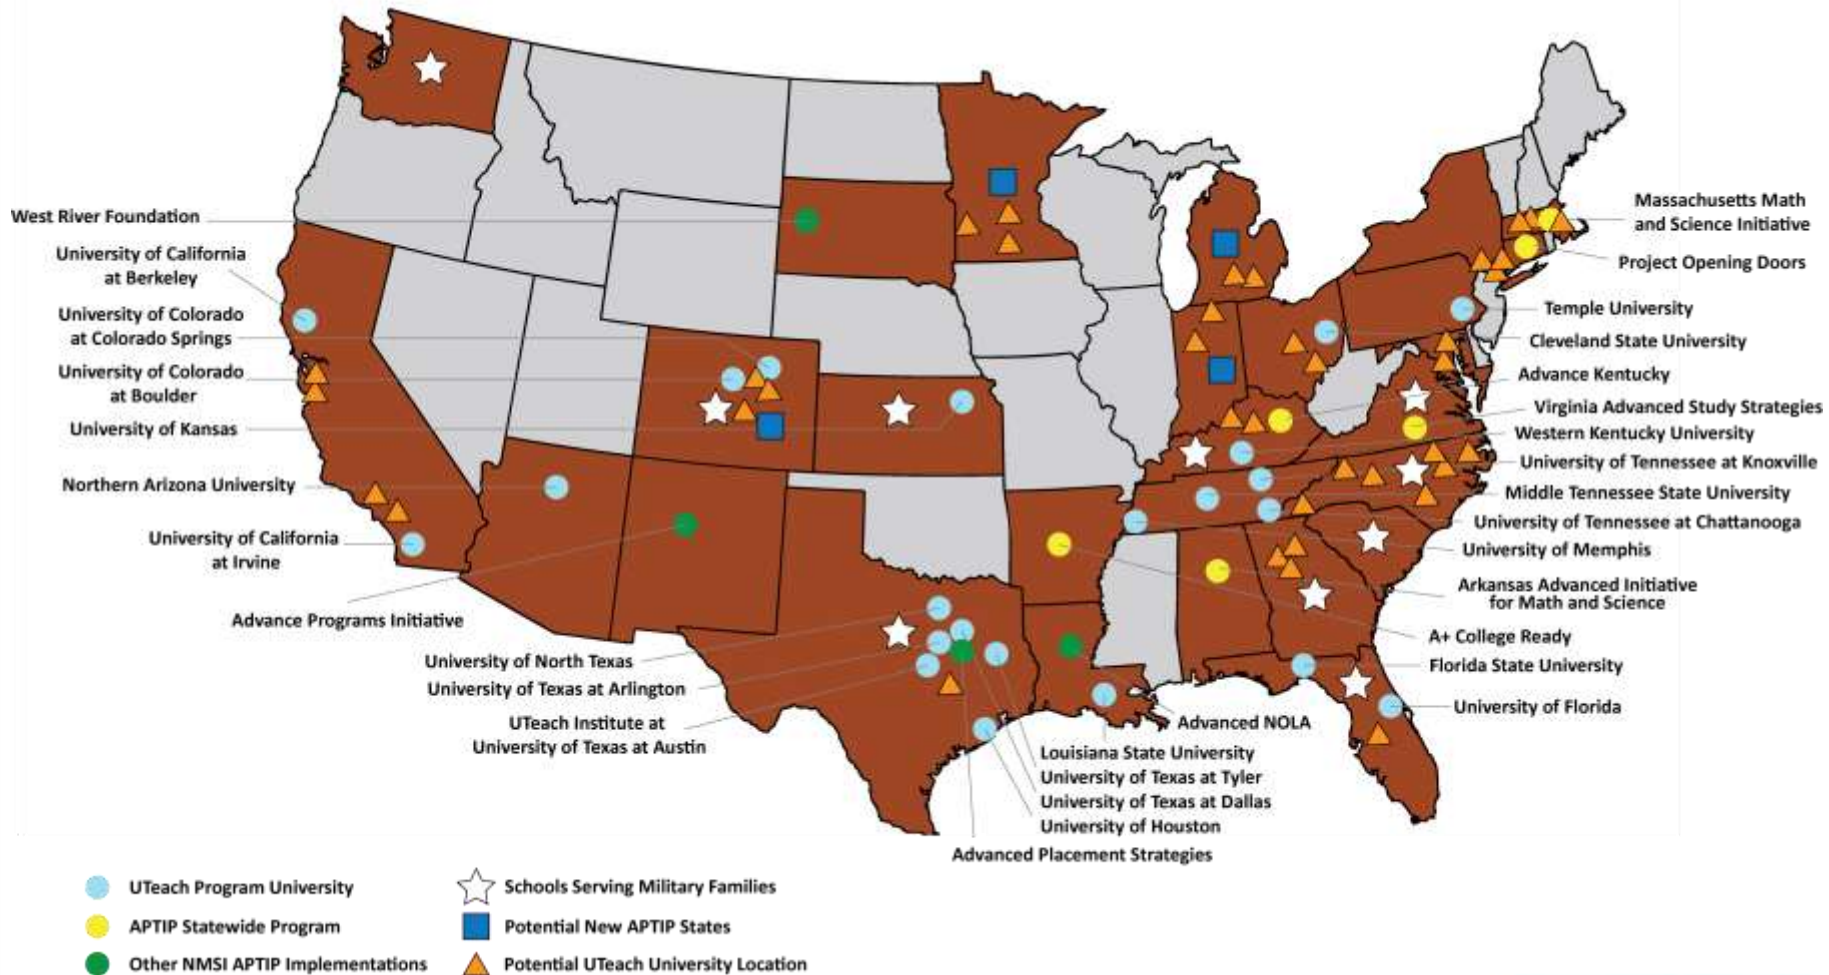 West River Foundation
University of California
at Berkeley
University of Colorado
at Colorado Springs
University of Colorado
at Boulder
University of Kansas
Northern Arizona University
University of California
at Irvine
Advance Programs Initiative
University of North Texas
University of Texas at Arlington
UTeach Institute at
University of Texas at Austin
Massachusetts Math
and Science Initiative
Project Opening Doors
Temple University
Cleveland State University
Advance Kentucky
Virginia Advanced Study Strategies
Western Kentucky University
University of Tennessee at Knoxville
Middle Tennessee State University
University of Tennessee at Chattanooga
University of Memphis
Arkansas Advanced Initiative
for Math and Science
A+ College Ready
Florida State University
University of Florida
Advanced NOLA
Louisiana State University
University of Texas at Tyler
University of Texas at Dallas
University of Houston
Advanced Placement Strategies
UTeach Program University
APTIP Statewide Program
Other NMSI APTIP Implementations
Schools Serving Military Families
Potential New APTIP States
Potential UTeach University Location